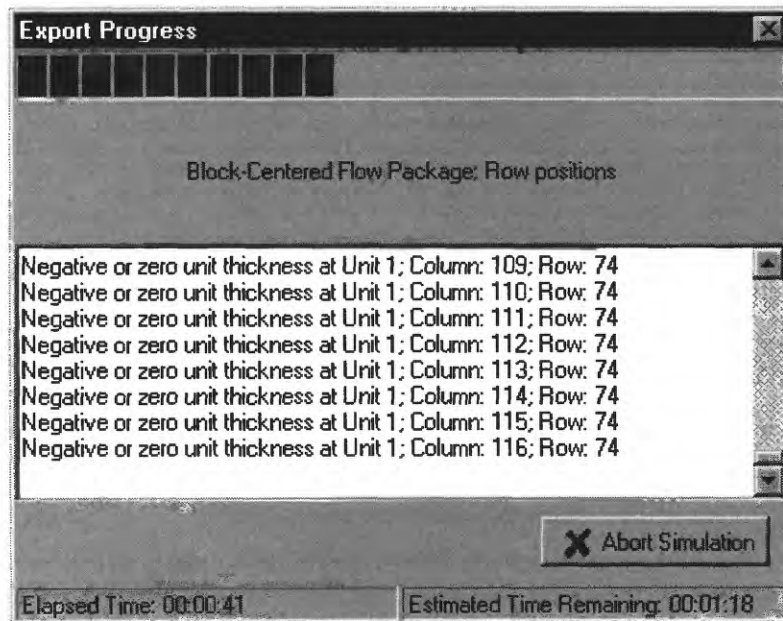 Export Progress
Block-Centered Flow Package: Row positions
Negative or zero unit thickness at Unit 1; Column: 109; Row: 74
Negative or zero unit thickness at Unit 1; Column: 110; Row: 74
Negative or zero unit thickness at Unit 1; Column: 111; Row: 74
Negative or zero unit thickness at Unit 1; Column: 112; Row: 74
Negative or zero unit thickness at Unit 1; Column: 113; Row: 74
Negative or zero unit thickness at Unit 1; Column: 114; Row: 74
Negative or zero unit thickness at Unit 1; Column: 115; Row: 74
Negative or zero unit thickness at Unit 1; Column: 116; Row: 74
Abort Simulation
Elapsed Time: 00:00:41
Estimated Time Remaining: 00:01:18